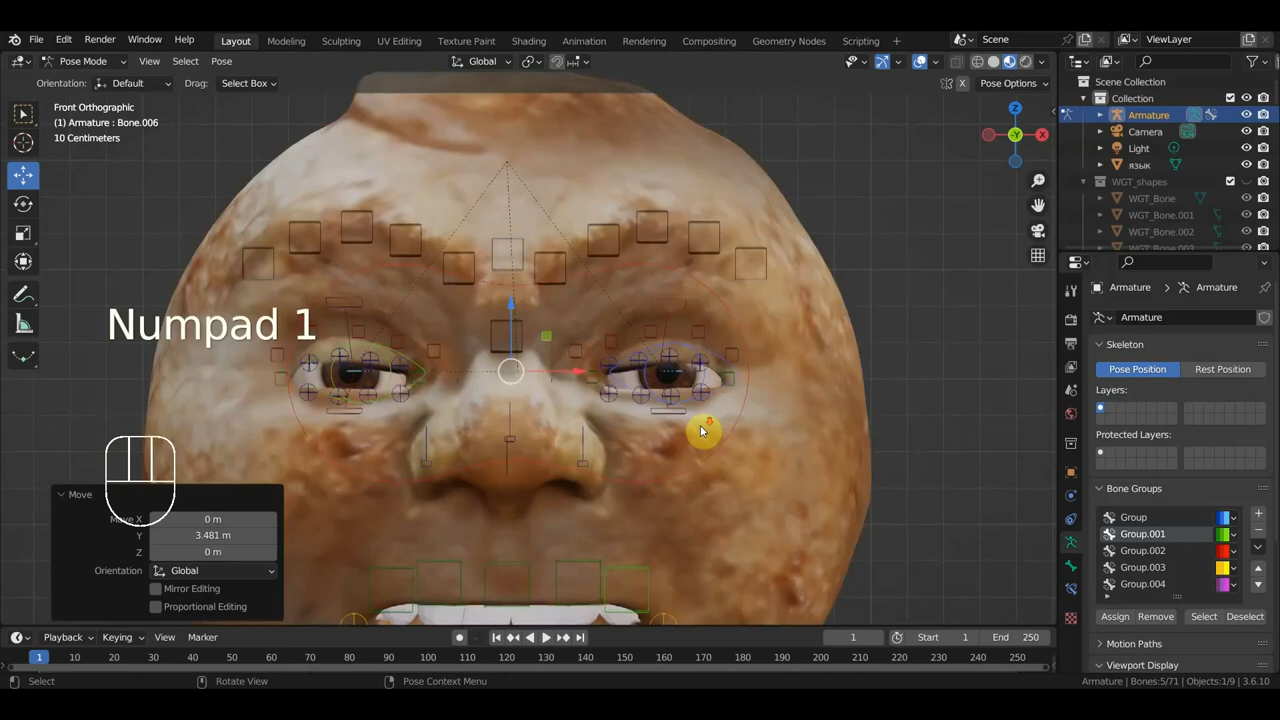 File Edit Render Window Help Layout Modeling Sculpting UV Editing Texture Paint Shading Animation Rendering Compositing Geometry Nodes Scripting + Scene ViewLayer
Pose Mode View Select Pose Global
Orientation: Default Drag: Select Box X Pose Options
Front Orthographic
(1) Armature : Bone.006
10 Centimeters
X
-Y
Numpad 1
Move
Move X 0 m
Y 3.481 m
Z 0 m
Orientation Global
Mirror Editing
Proportional Editing
Scene Collection
Collection
Armature
Camera
Light
язык
WGT_shapes
WGT_Bone
WGT_Bone.001
WGT_Bone.002
WGT_Bone.003
Armature > Armature
Armature
Skeleton
Pose Position Rest Position
Layers:
Protected Layers:
Bone Groups
Group
Group.001
Group.002
Group.003
Group.004
Assign Remove Select Deselect
Motion Paths
Viewport Display
Playback Keying View Marker 1 Start 1 End 250
1 10 20 30 40 50 60 70 80 90 100 110 120 130 140 150 160 170 180 190 200 210 220 230 240 250
Select Rotate View Pose Context Menu Armature | Bones:5/71 | Objects:1/9 | 3.6.10